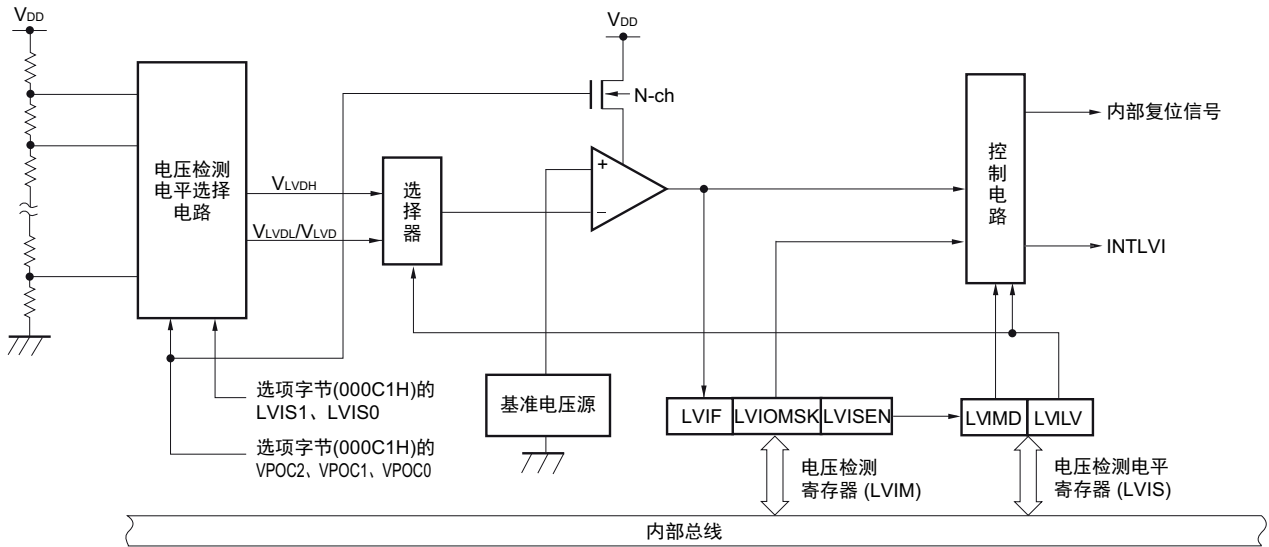 VDD
VDD
N-ch
电压检测
电平选择
电路
VLVDH
VLVDL/VLVD
选择器
+
−
控制电路
内部复位信号
INTLVI
选项字节(000C1H)的
LVIS1、LVIS0
选项字节(000C1H)的
VPOC2、VPOC1、VPOC0
基准电压源
LVIF LVIOMSK LVISEN
LVIMD LVILV
电压检测
寄存器 (LVIM)
电压检测电平
寄存器 (LVIS)
内部总线